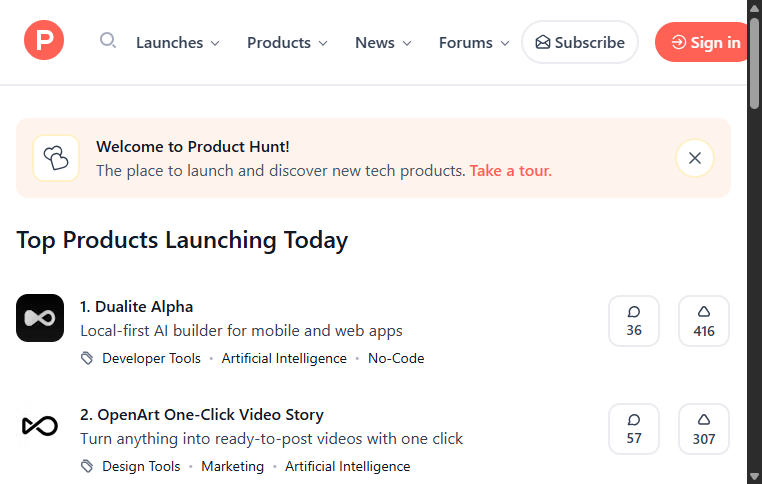 P Launches Products News Forums Subscribe Sign in
Welcome to Product Hunt!
The place to launch and discover new tech products. Take a tour.
Top Products Launching Today
1. Dualite Alpha
Local-first AI builder for mobile and web apps
Developer Tools • Artificial Intelligence • No-Code
36
416
2. OpenArt One-Click Video Story
Turn anything into ready-to-post videos with one click
Design Tools • Marketing • Artificial Intelligence
57
307